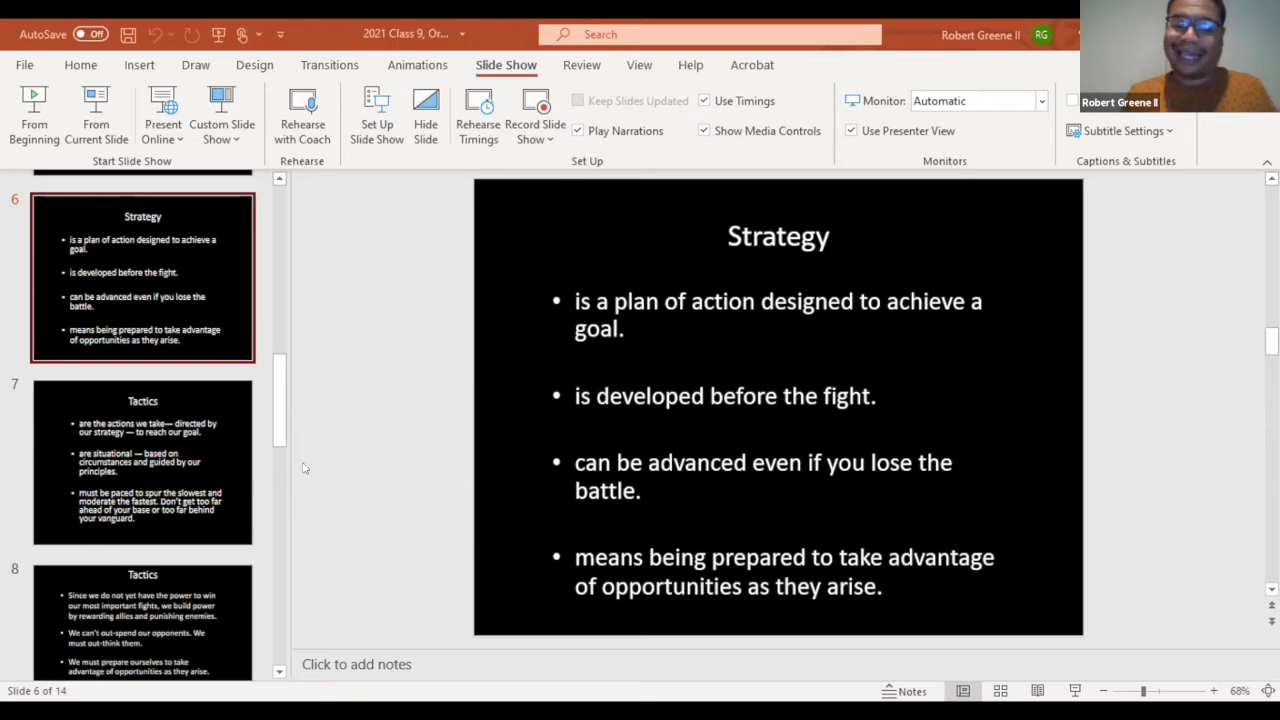 AutoSave Off 2021 Class 9, Or... Search Robert Greene II RG
File Home Insert Draw Design Transitions Animations Slide Show Review View Help Acrobat
From Beginning
From Current Slide
Present Online
Custom Slide Show
Start Slide Show
Rehearse with Coach
Rehearse
Set Up Slide Show
Hide Slide
Rehearse Timings
Record Slide Show
Keep Slides Updated
Play Narrations
Use Timings
Show Media Controls
Set Up
Monitor: Automatic
Use Presenter View
Monitors
Subtitle Settings
Captions & Subtitles
Robert Greene II
6
Strategy
• is a plan of action designed to achieve a
goal.
• is developed before the fight.
• can be advanced even if you lose the
battle.
• means being prepared to take advantage
of opportunities as they arise.
7
Tactics
• are the actions we take— directed by
our strategy — to reach our goal.
• are situational — based on
circumstances and guided by our
principles.
• must be paced to spur the slowest and
moderate the fastest. Don't get too far
ahead of your base or too far behind
your vanguard.
8
Tactics
• Since we do not yet have the power to win
our most important fights, we build power
by rewarding allies and punishing enemies.
• We can't out-spend our opponents. We
must out-think them.
• We must prepare ourselves to take
advantage of opportunities as they arise.
Strategy
• is a plan of action designed to achieve a
goal.
• is developed before the fight.
• can be advanced even if you lose the
battle.
• means being prepared to take advantage
of opportunities as they arise.
Click to add notes
Slide 6 of 14
Notes
68%